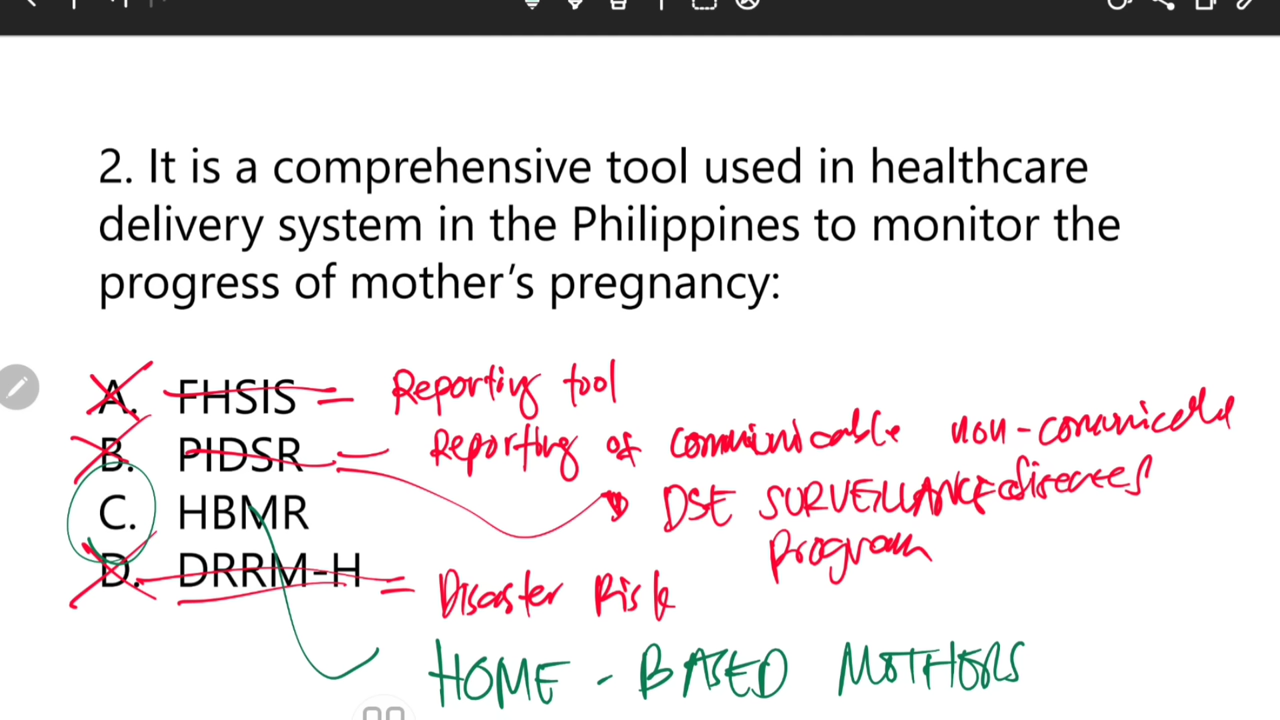 2. It is a comprehensive tool used in healthcare
delivery system in the Philippines to monitor the
progress of mother's pregnancy:
A. FHSIS = Reporting tool
B. PIDSR = Reporting of communicable non-comunicable
diseases
C. HBMR
DSE SURVEILLANCE
program
D. DRRM-H = Disaster Risk
HOME - BASED MOTHERS